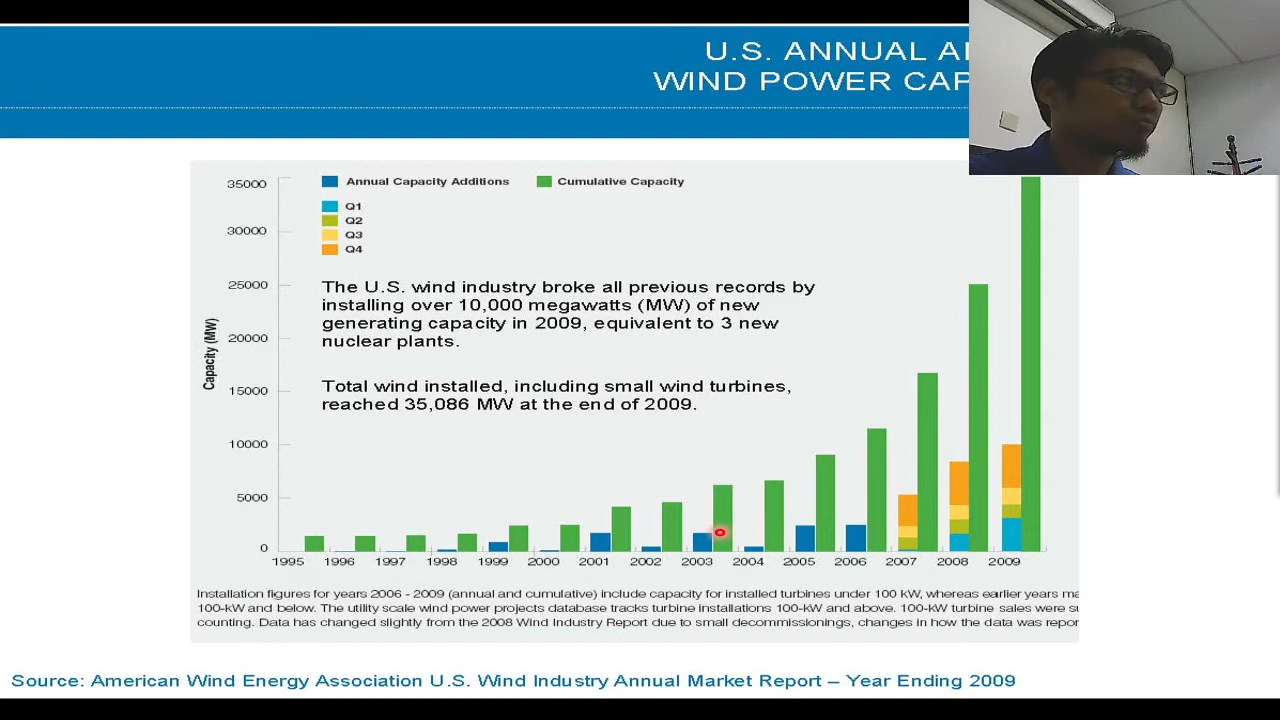 U.S. ANNUAL
WIND POWER
35000
Annual Capacity Additions
Cumulative Capacity
Q1
Q2
Q3
Q4
30000
25000
20000
15000
10000
5000
0
Capacity (MW)
The U.S. wind industry broke all previous records by
installing over 10,000 megawatts (MW) of new
generating capacity in 2009, equivalent to 3 new
nuclear plants.
Total wind installed, including small wind turbines,
reached 35,086 MW at the end of 2009.
1995 1996 1997 1998 1999 2000 2001 2002 2003 2004 2005 2006 2007 2008 2009
Installation figures for years 2006 - 2009 (annual and cumulative) include capacity for installed turbines under 100 kW, whereas earlier years
100-kW and below. The utility scale wind power projects database tracks turbine installations 100-kW and above. 100-kW turbine sales were
counting. Data has changed slightly from the 2008 Wind Industry Report due to small decommissionings, changes in how the data was
Source: American Wind Energy Association U.S. Wind Industry Annual Market Report – Year Ending 2009